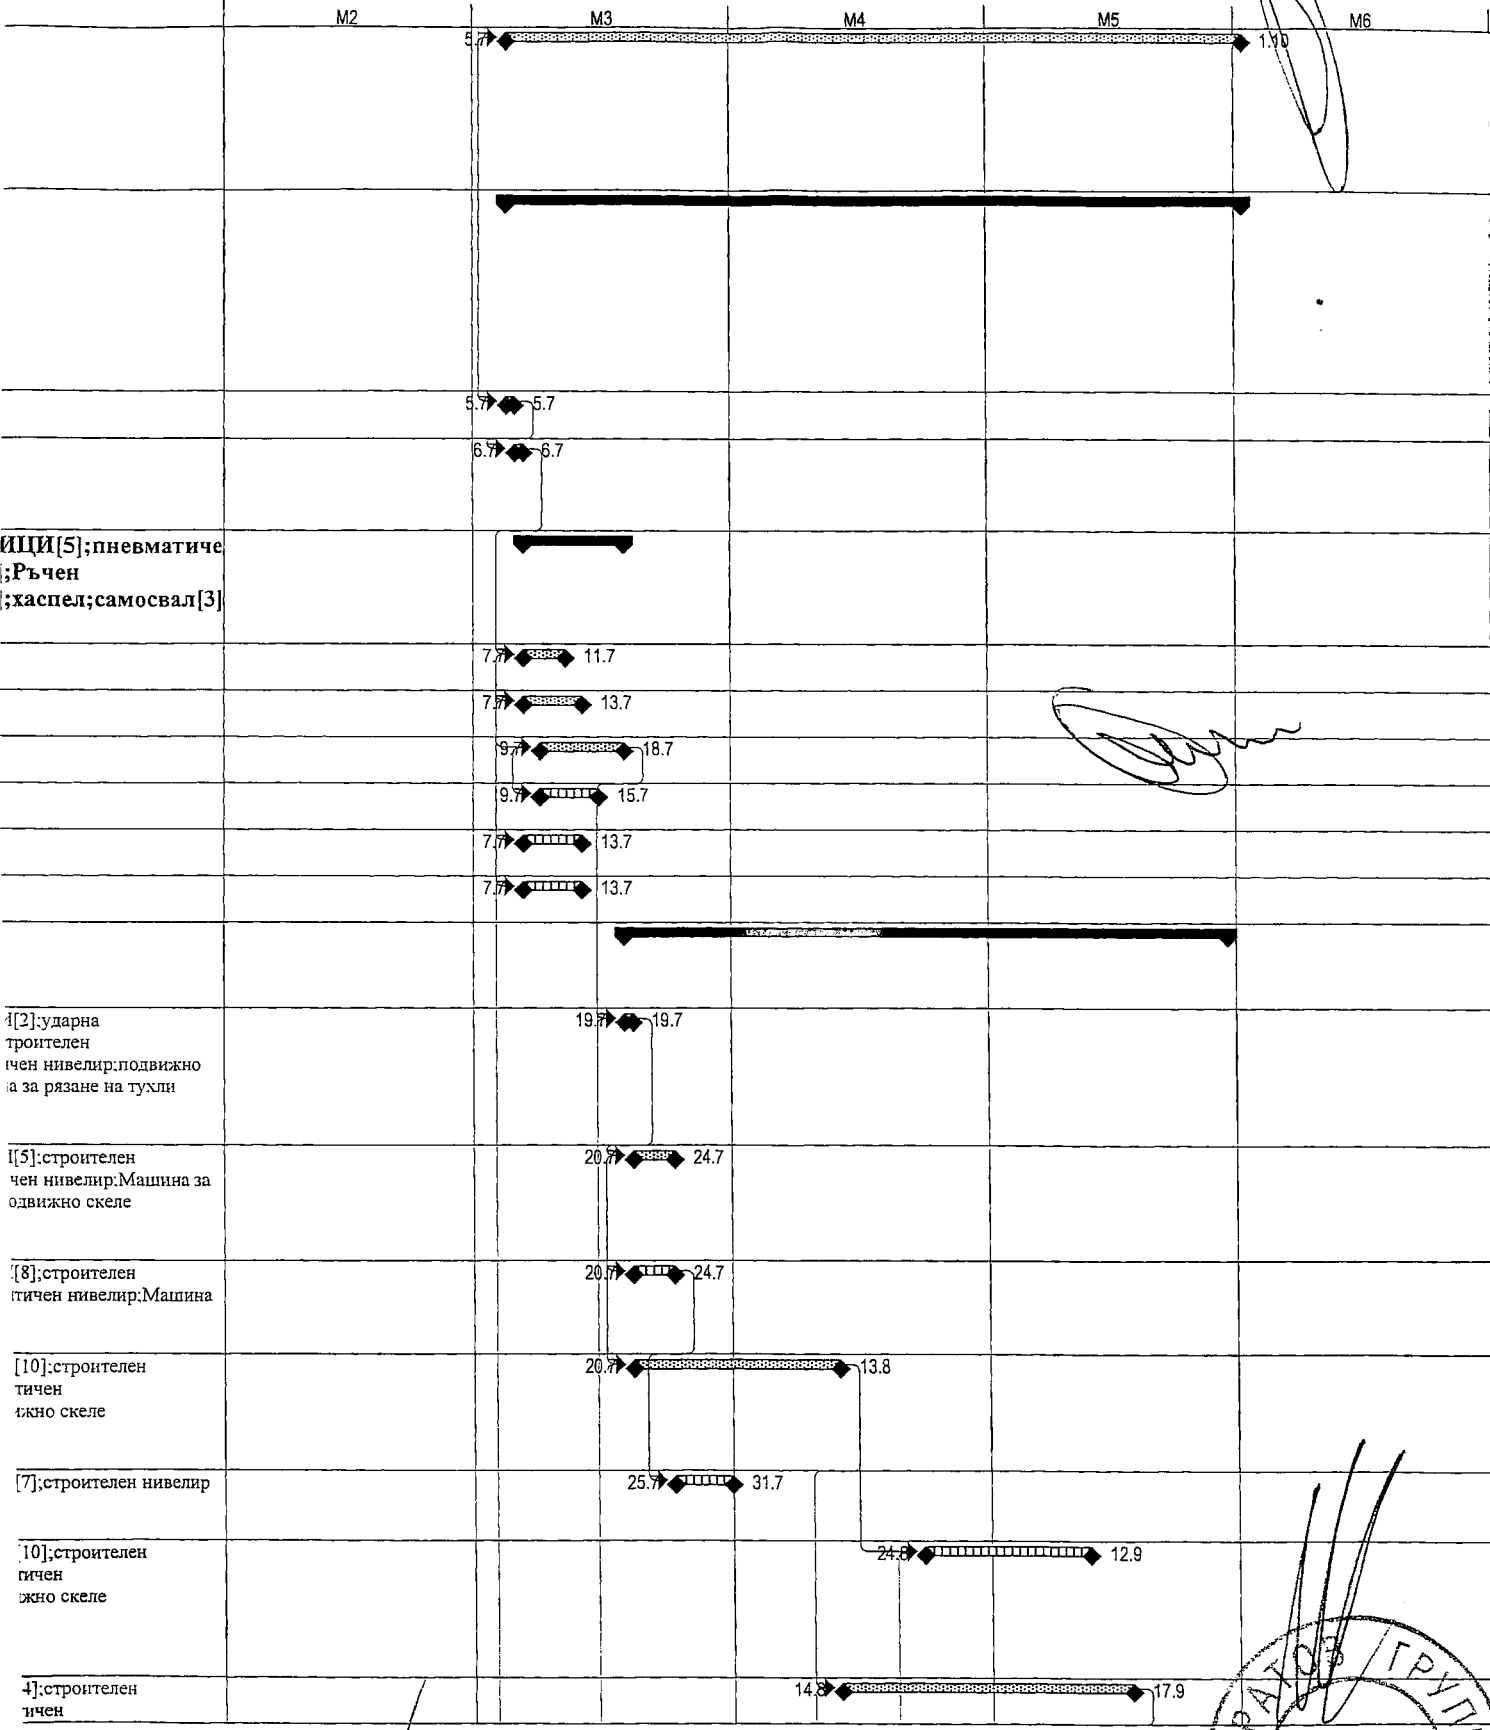 M2 M3 M4 M5 M6
5.7 1.10
5.7 5.7
6.7 6.7
ИЦИ[5];пневматиче
;Ръчен
;хаспел;самосвал[3]
7.7 11.7
7.7 13.7
9.7 18.7
9.7 15.7
7.7 13.7
7.7 13.7
[2];ударна
троителен
чен нивелир;подвижно
а за рязане на тухли
19.7 19.7
[5];строителен
чен нивелир;Машина за
одвижно скеле
20.7 24.7
[8];строителен
тичен нивелир;Машина
20.7 24.7
[10];строителен
тичен
жно скеле
20.7 13.8
[7];строителен нивелир
25.7 31.7
10];строителен
тичен
жно скеле
24.8 12.9
4];строителен
ичен
14.8 17.9
РАТОВ ГРУП